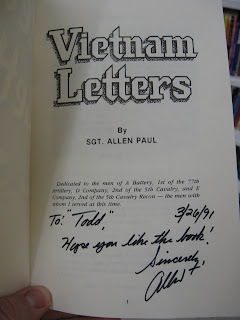 Vietnam
Letters
By
SGT. ALLEN PAUL
Dedicated to the men of A Battery, 1st of the 77th
Artillery, D Company, 2nd of the 5th Cavalry, and E
Company, 2nd of the 5th Cavalry Recon — the men with
whom I served at this time.
To: "Todd," 3/26/91
Hope you like the book!
Sincerely,
Allen
1